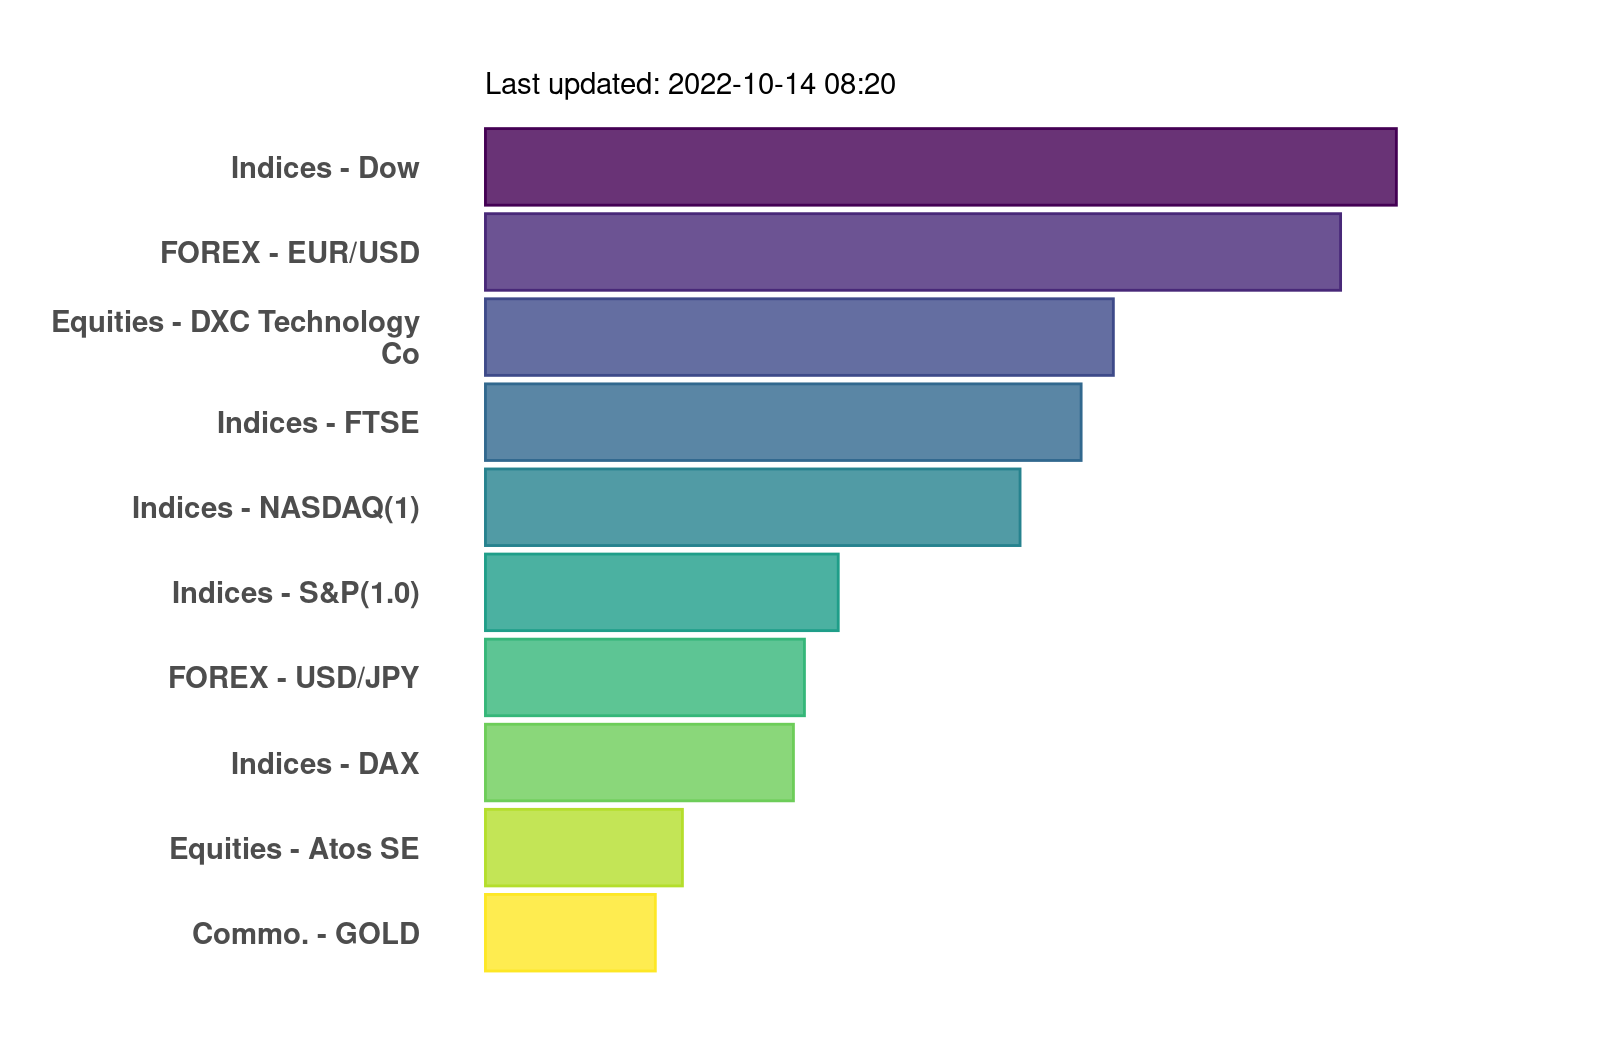 Last updated: 2022-10-14 08:20
Indices - Dow
FOREX - EUR/USD
Equities - DXC Technology
Co
Indices - FTSE
Indices - NASDAQ(1)
Indices - S&P(1.0)
FOREX - USD/JPY
Indices - DAX
Equities - Atos SE
Commo. - GOLD